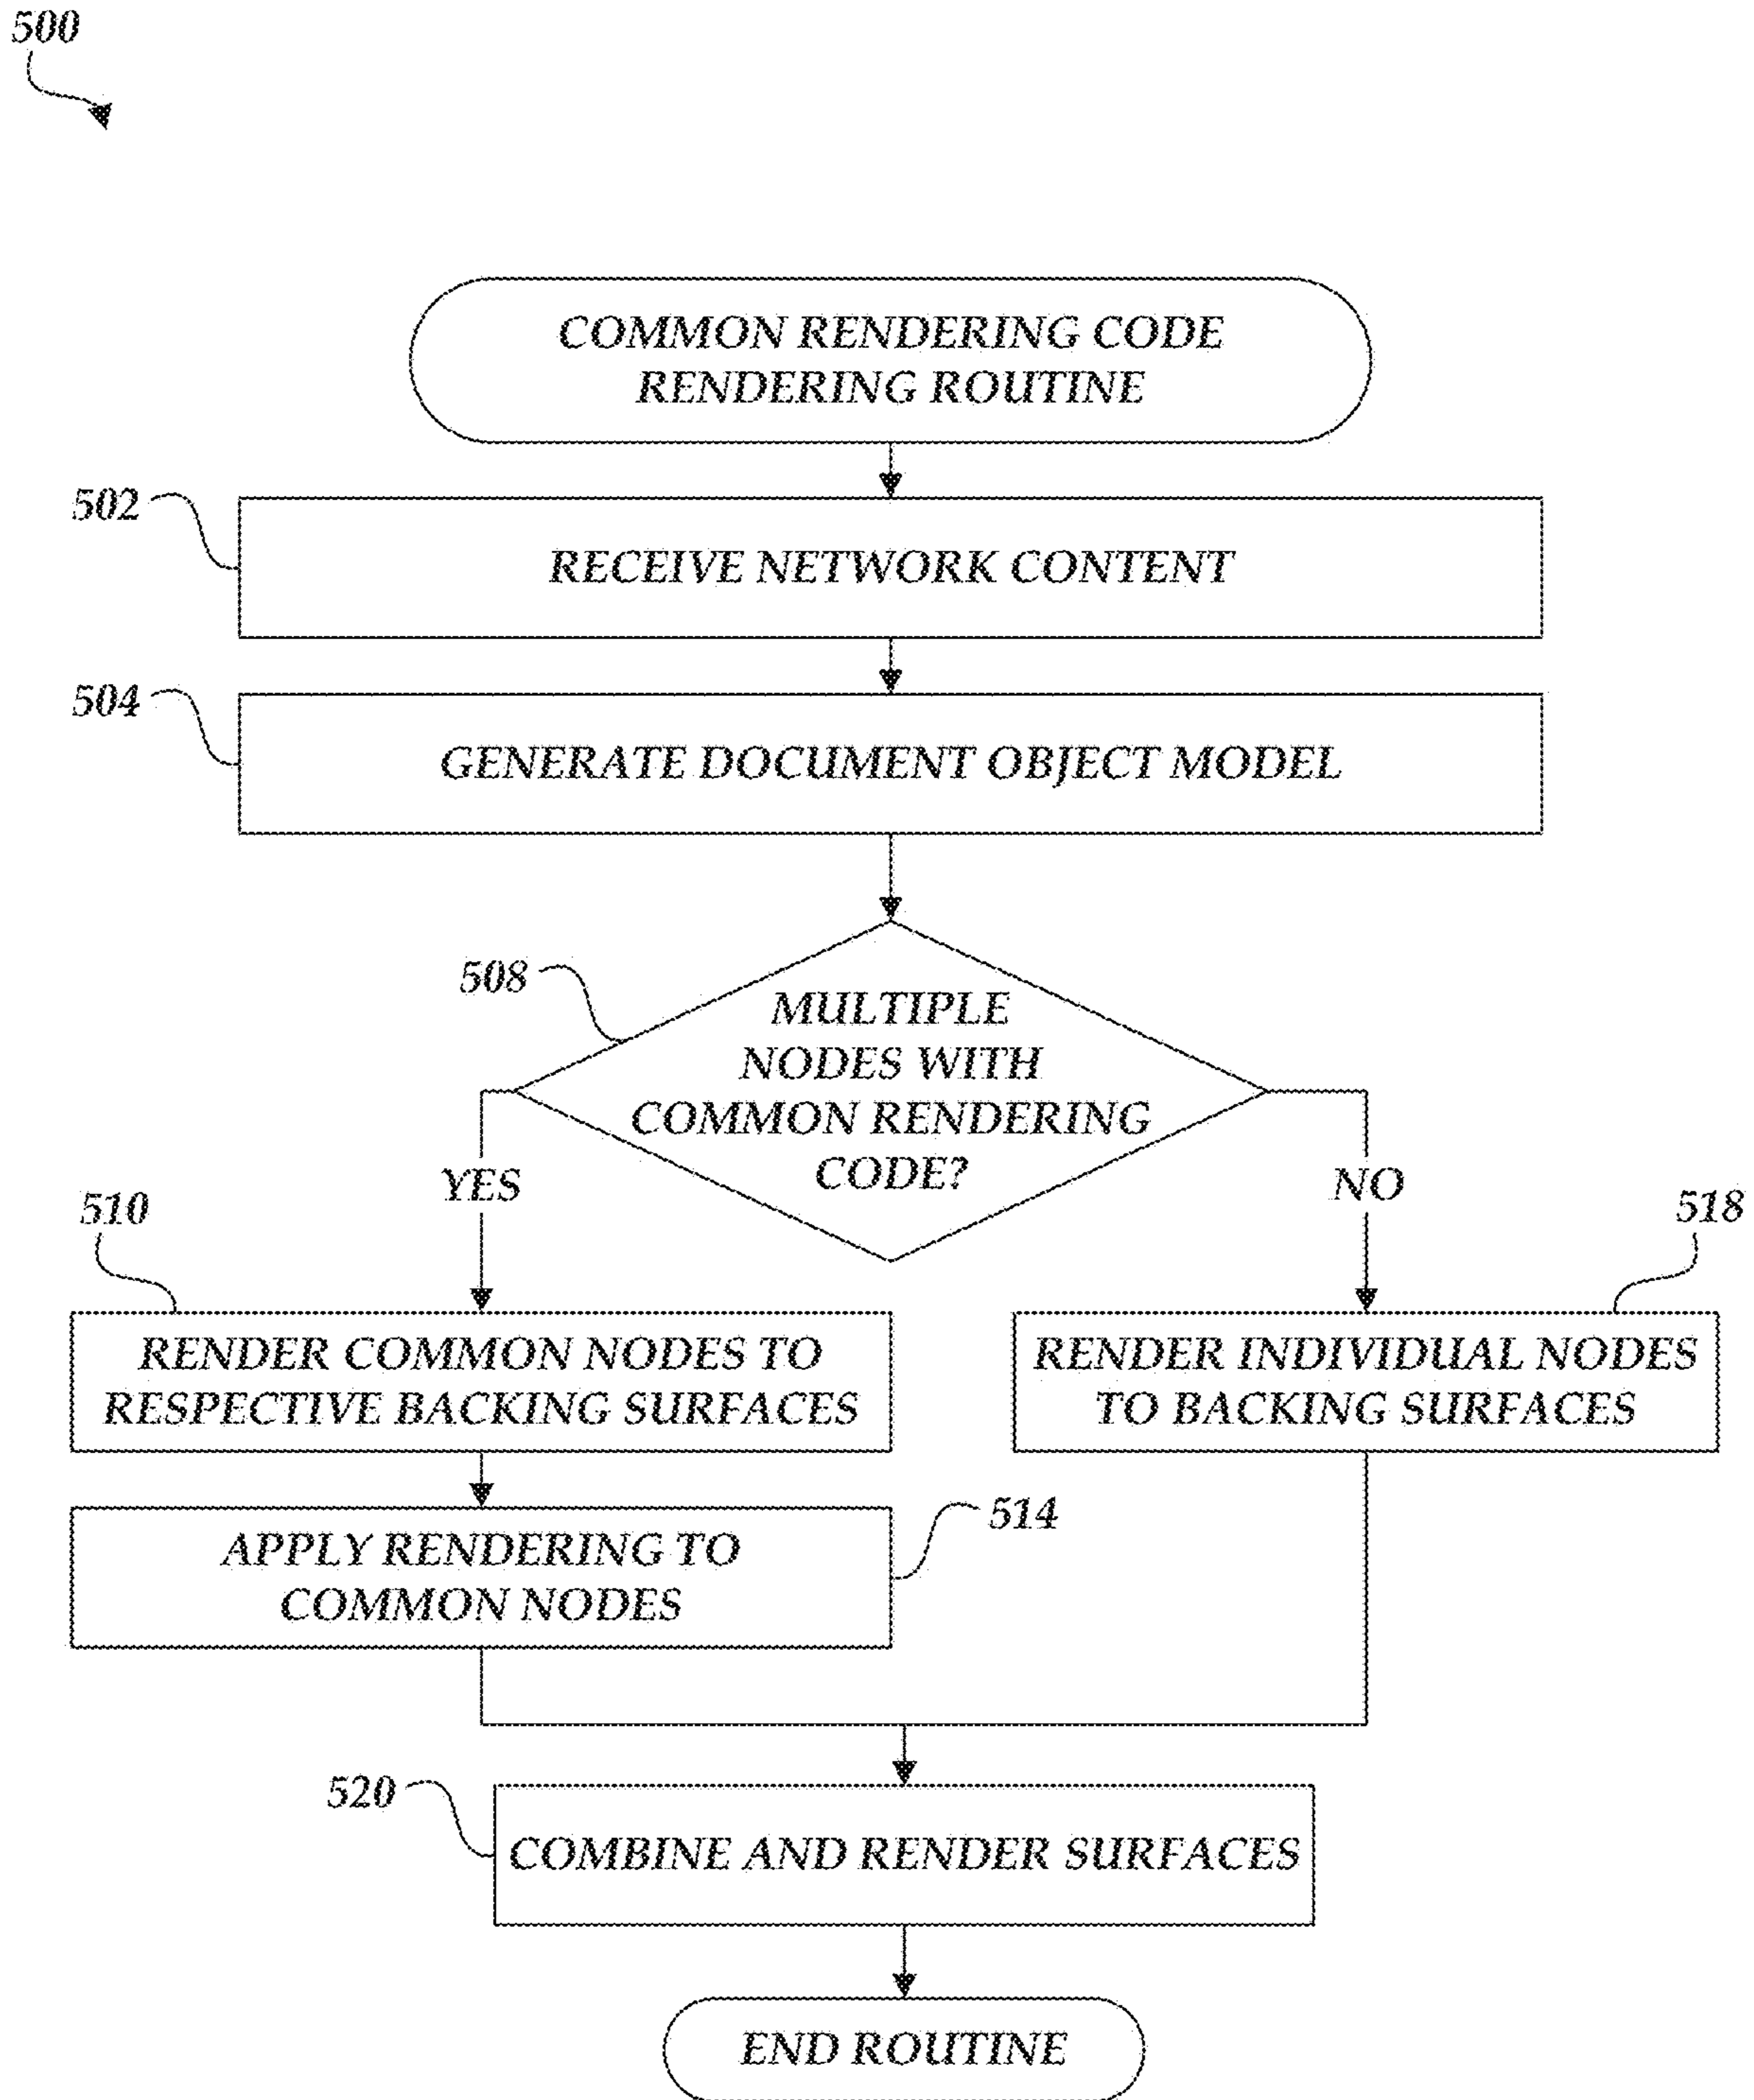 500
COMMON RENDERING CODE
RENDERING ROUTINE
502
RECEIVE NETWORK CONTENT
504
GENERATE DOCUMENT OBJECT MODEL
508
MULTIPLE
NODES WITH
COMMON RENDERING
CODE?
YES
NO
510
518
RENDER COMMON NODES TO
RESPECTIVE BACKING SURFACES
RENDER INDIVIDUAL NODES
TO BACKING SURFACES
514
APPLY RENDERING TO
COMMON NODES
520
COMBINE AND RENDER SURFACES
END ROUTINE